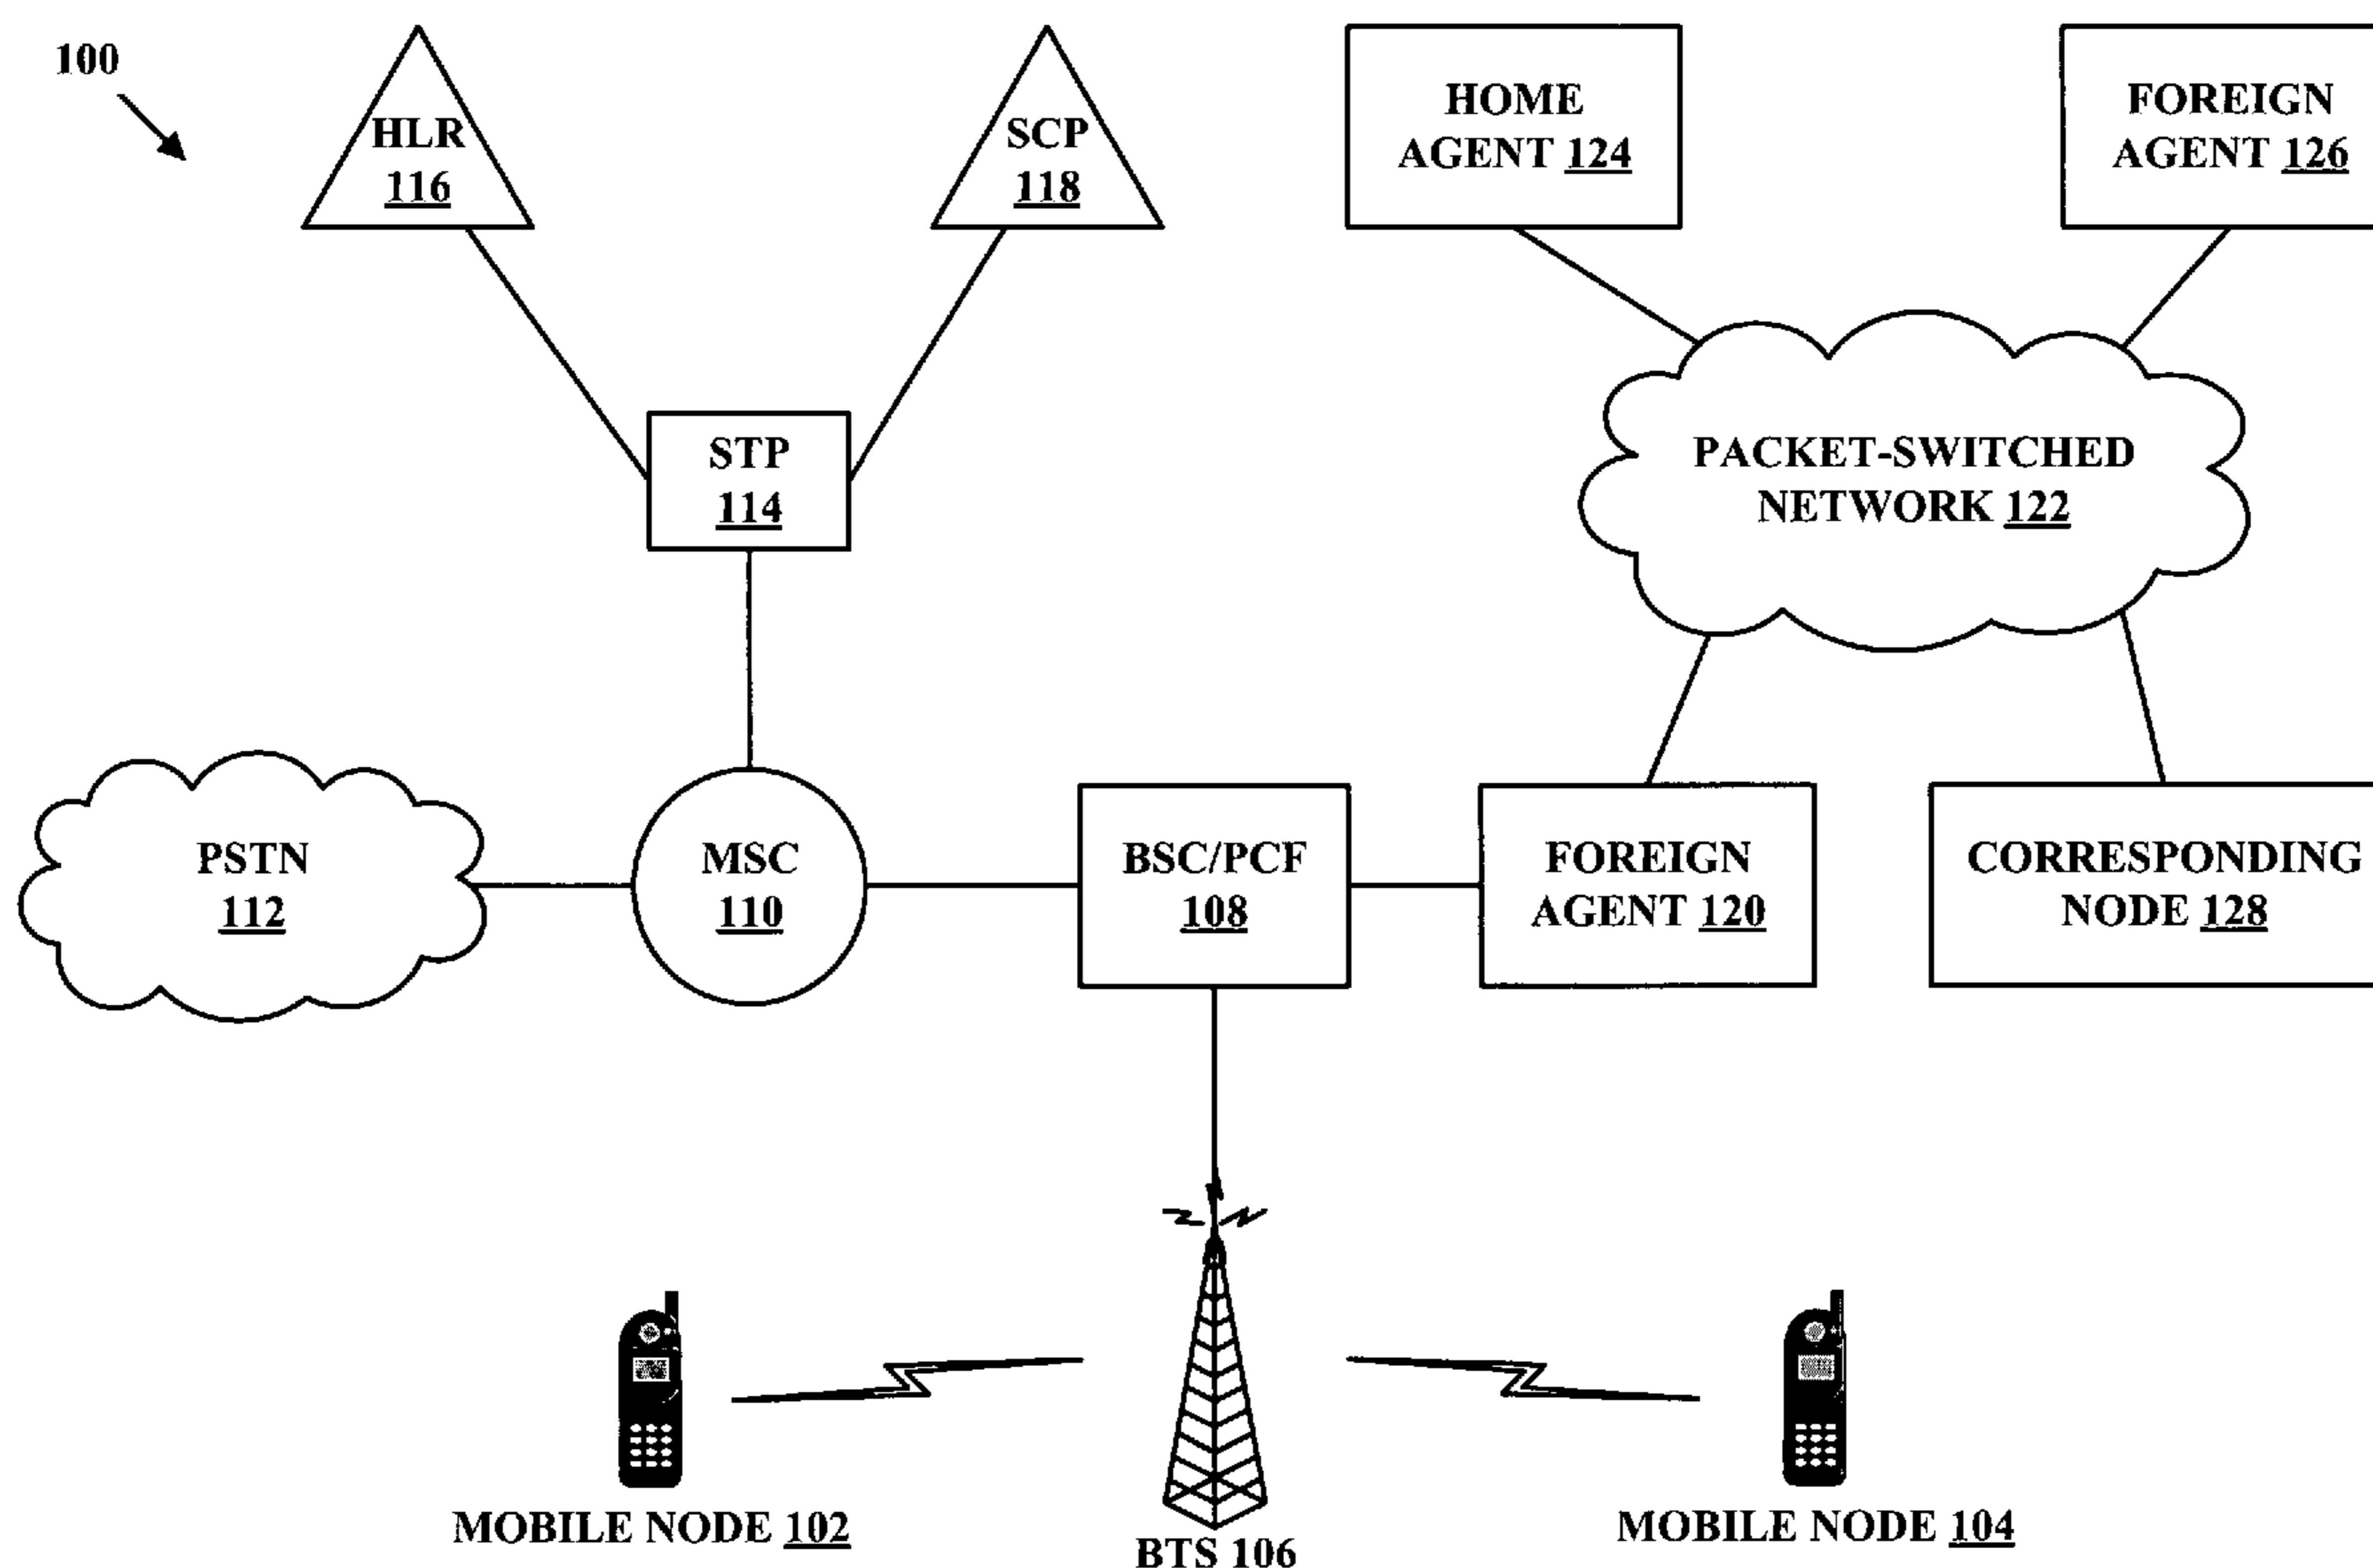 100
HLR
116
SCP
118
HOME
AGENT 124
FOREIGN
AGENT 126
STP
114
PACKET-SWITCHED
NETWORK 122
PSTN
112
MSC
110
BSC/PCF
108
FOREIGN
AGENT 120
CORRESPONDING
NODE 128
MOBILE NODE 102
BTS 106
MOBILE NODE 104